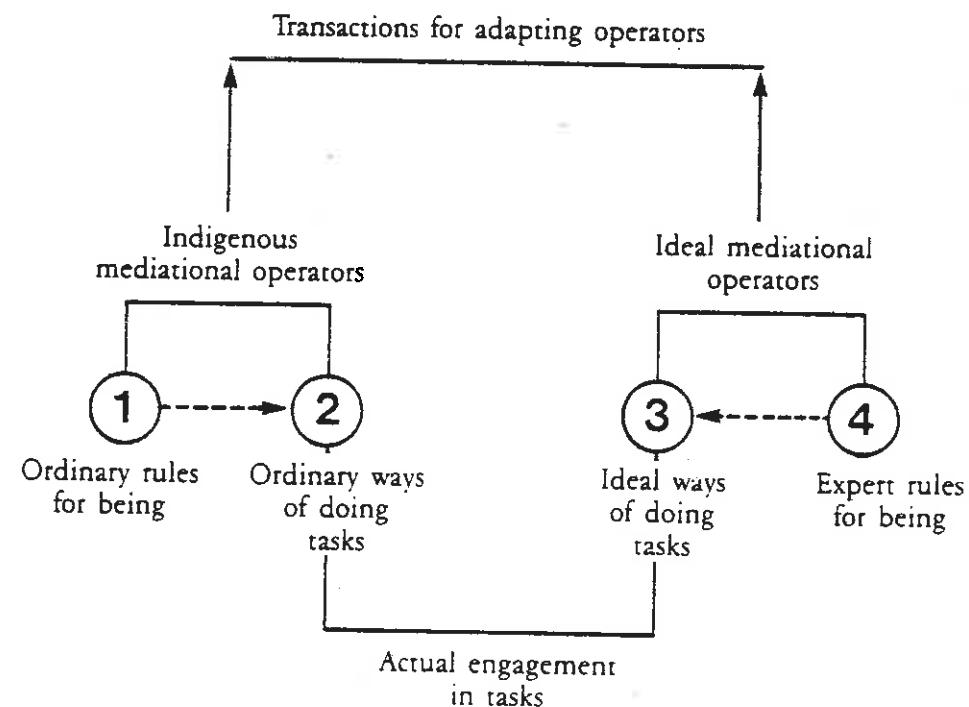 Transactions for adapting operators
Indigenous
mediational operators
Ideal mediational
operators
1
2
3
4
Ordinary rules
for being
Ordinary ways
of doing
tasks
Ideal ways
of doing
tasks
Expert rules
for being
Actual engagement
in tasks